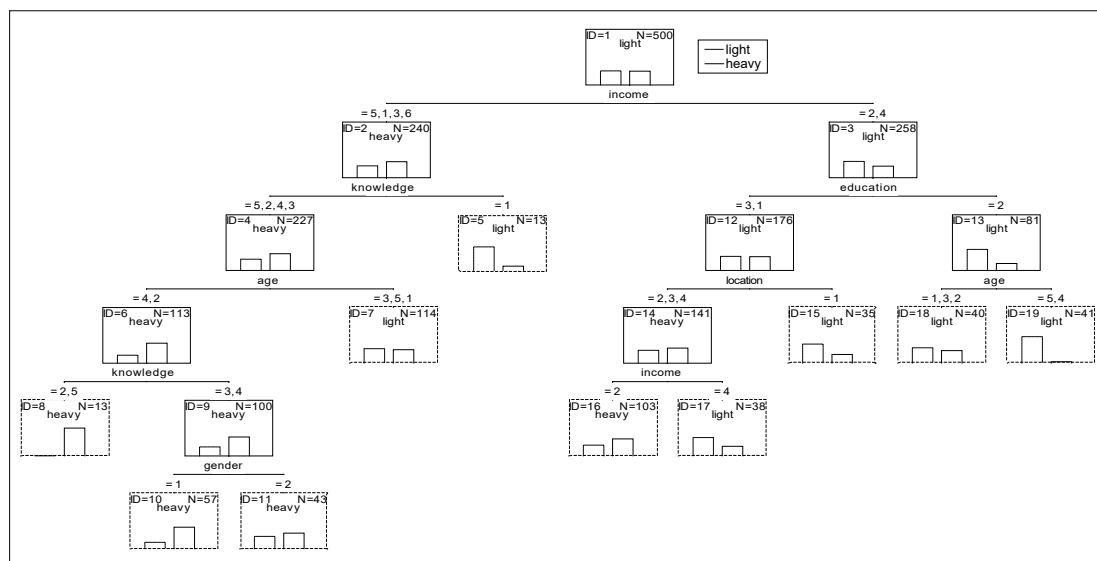 ID=1 N=500
light
light
heavy
income
= 5,1,3,6
= 2,4
ID=2 N=240
heavy
ID=3 N=258
light
knowledge
education
= 5,2,4,3
= 1
= 3,1
= 2
ID=4 N=227
heavy
ID=5 N=13
light
ID=12 N=176
light
ID=13 N=81
light
age
location
age
= 4,2
= 3,5,1
= 2,3,4
= 1
= 1,3,2
= 5,4
ID=6 N=113
heavy
ID=7 N=114
light
ID=14 N=141
heavy
ID=15 N=35
light
ID=18 N=40
light
ID=19 N=41
light
knowledge
income
= 2,5
= 3,4
= 2
= 4
ID=8 N=13
heavy
ID=9 N=100
heavy
ID=16 N=103
heavy
ID=17 N=38
light
gender
= 1
= 2
ID=10 N=57
heavy
ID=11 N=43
heavy